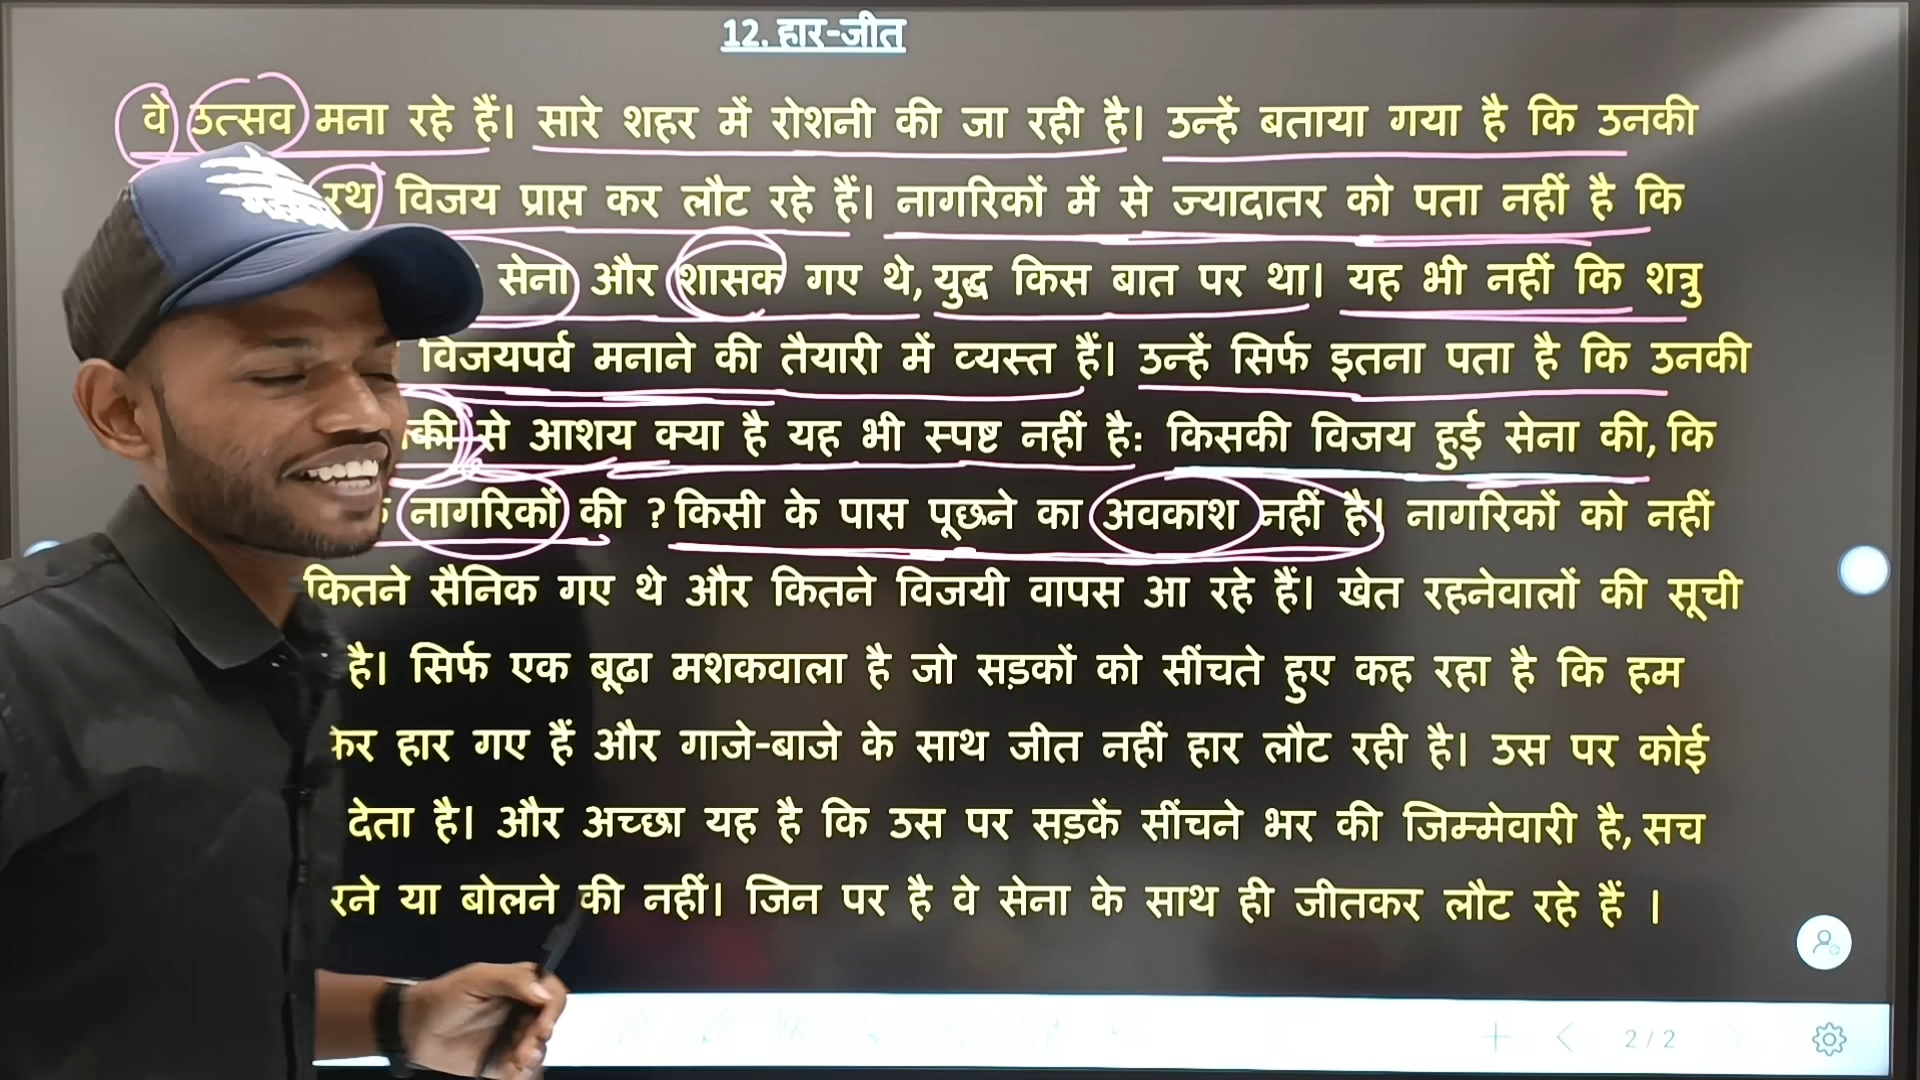 12. हार-जीत
वे उत्सव मना रहे हैं। सारे शहर में रोशनी की जा रही है। उन्हें बताया गया है कि उनकी
रथ विजय प्राप्त कर लौट रहे हैं। नागरिकों में से ज्यादातर को पता नहीं है कि
सेना और शासक गए थे, युद्ध किस बात पर था। यह भी नहीं कि शत्रु
विजयपर्व मनाने की तैयारी में व्यस्त हैं। उन्हें सिर्फ इतना पता है कि उनकी
की से आशय क्या है यह भी स्पष्ट नहीं है: किसकी विजय हुई सेना की, कि
नागरिकों की ? किसी के पास पूछने का अवकाश नहीं है। नागरिकों को नहीं
कितने सैनिक गए थे और कितने विजयी वापस आ रहे हैं। खेत रहनेवालों की सूची
है। सिर्फ एक बूढा मशकवाला है जो सड़कों को सींचते हुए कह रहा है कि हम
हार गए हैं और गाजे-बाजे के साथ जीत नहीं हार लौट रही है। उस पर कोई
देता है। और अच्छा यह है कि उस पर सड़कें सींचने भर की जिम्मेवारी है, सच
रने या बोलने की नहीं। जिन पर है वे सेना के साथ ही जीतकर लौट रहे हैं ।
2/2